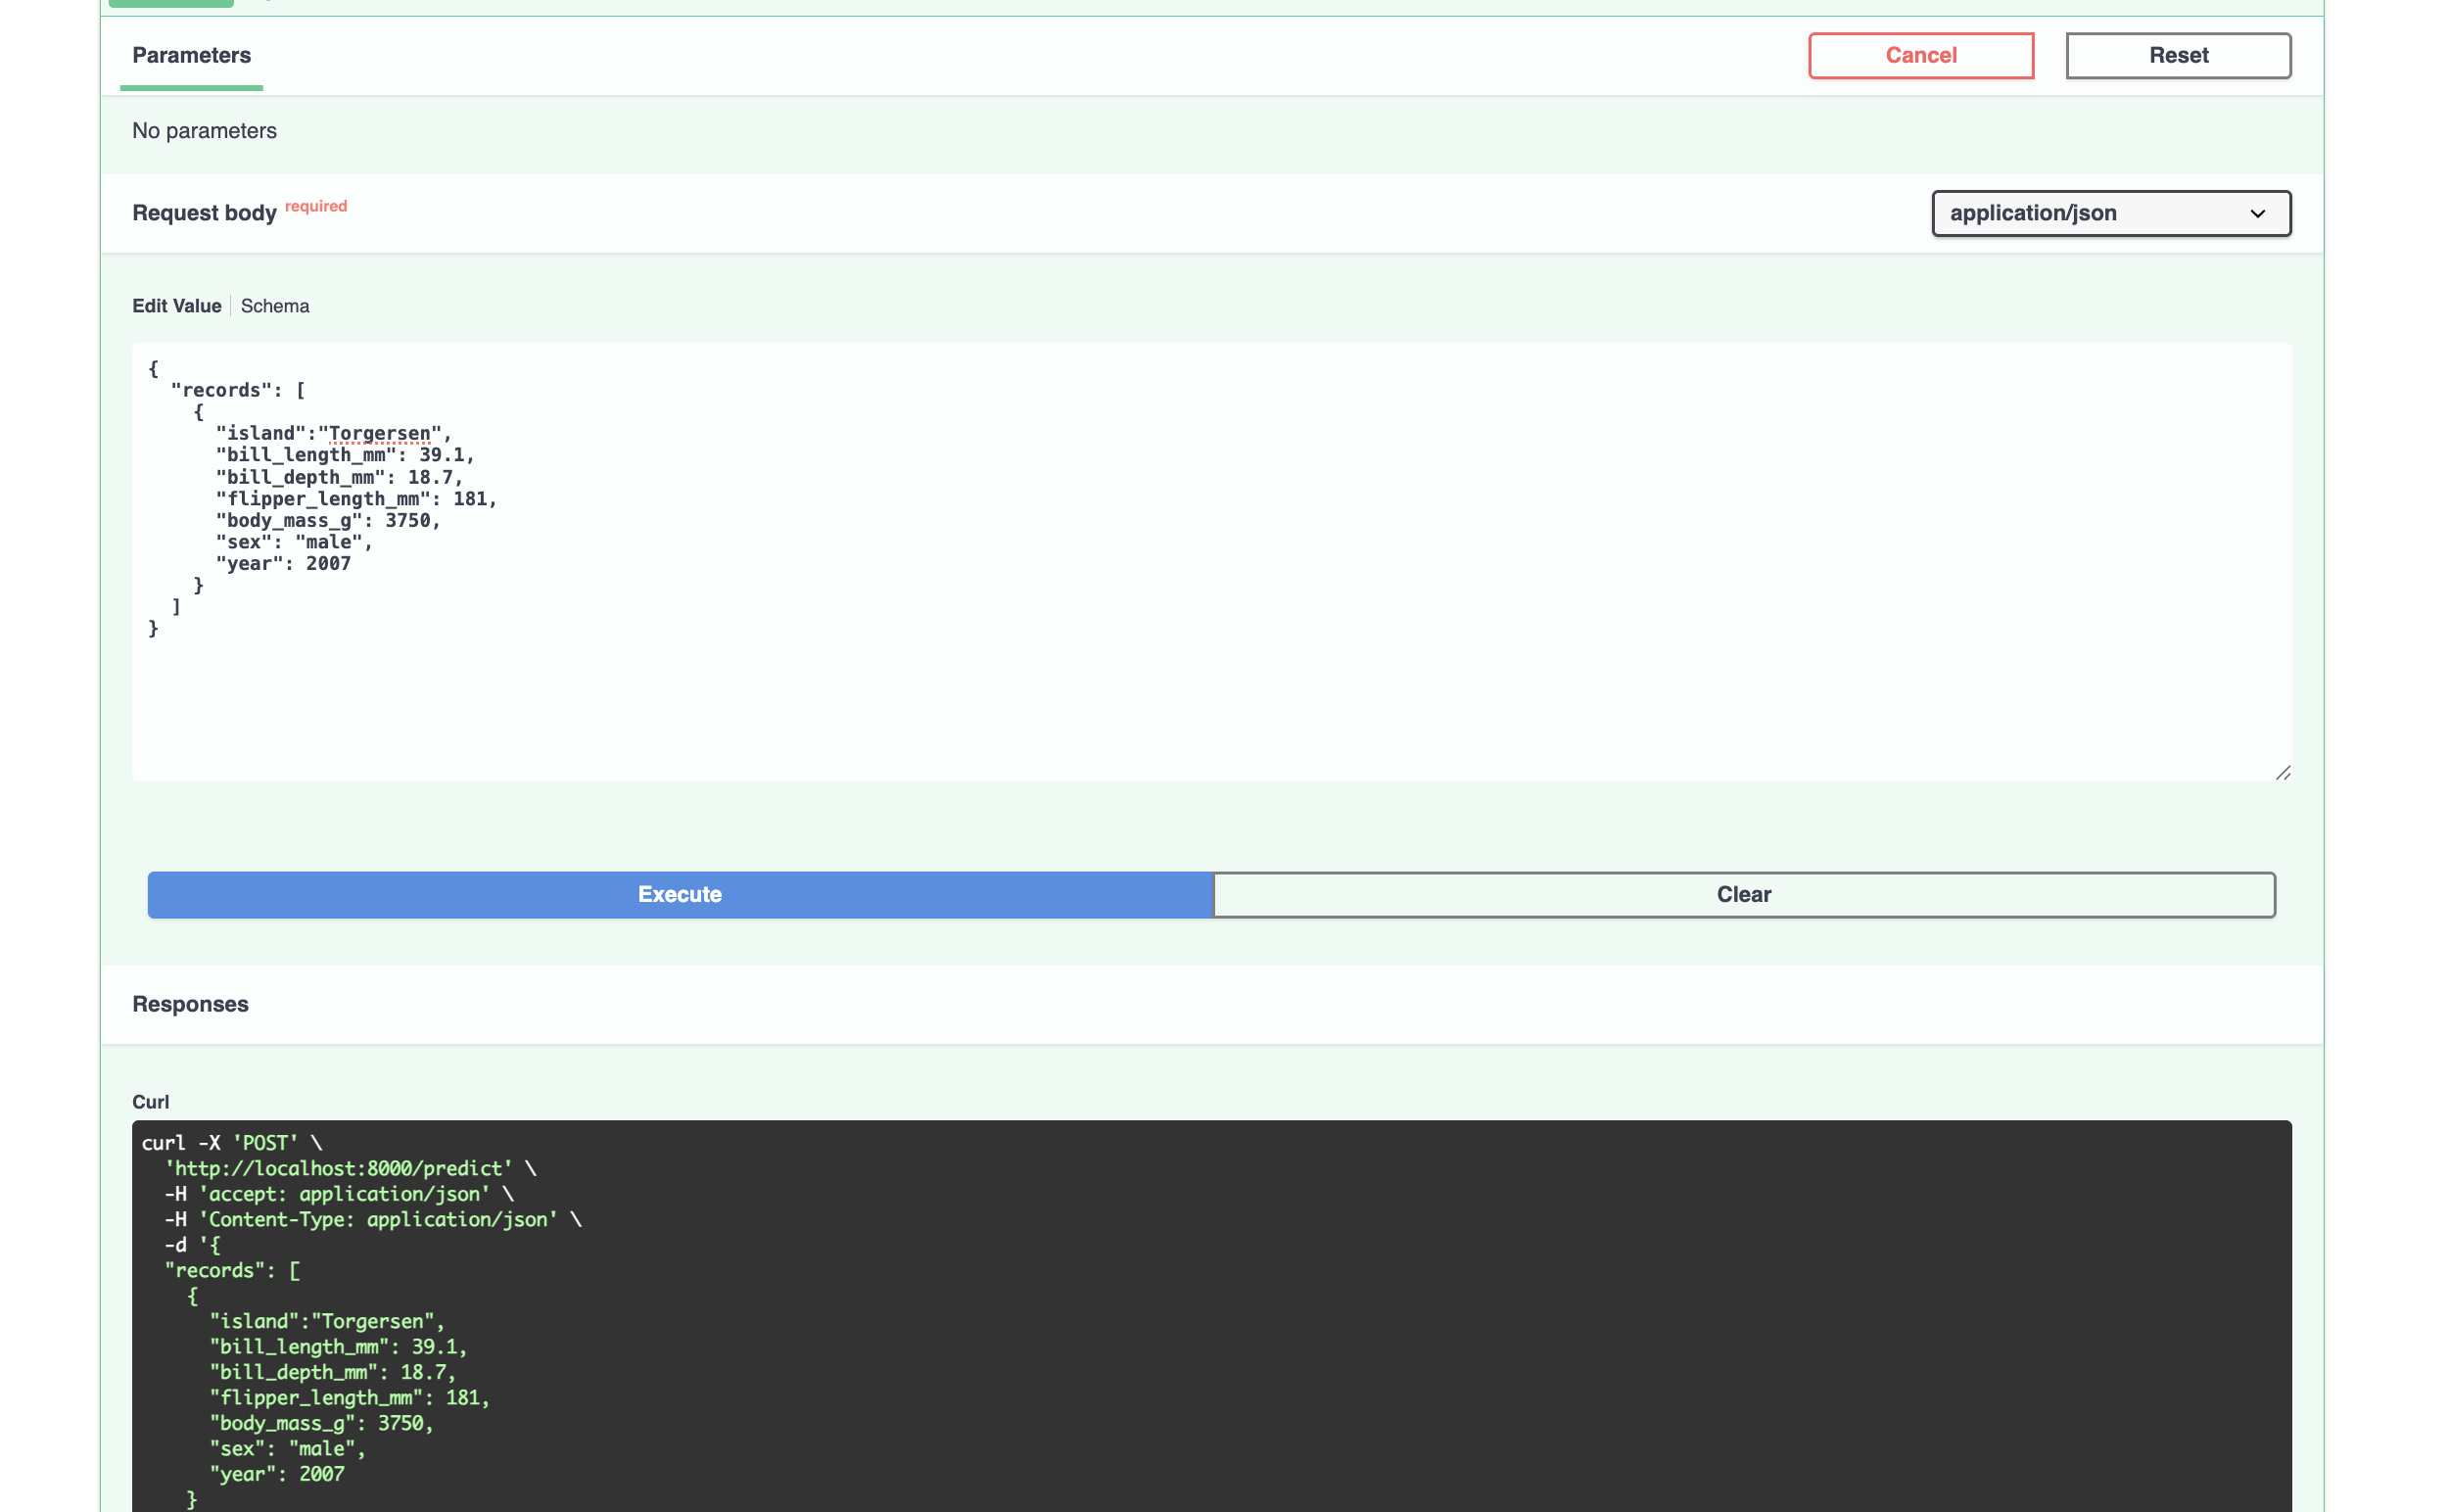 Parameters
Cancel
Reset
No parameters
Request body required
application/json
Edit Value
Schema
{
  "records": [
    {
      "island":"Torgersen",
      "bill_length_mm": 39.1,
      "bill_depth_mm": 18.7,
      "flipper_length_mm": 181,
      "body_mass_g": 3750,
      "sex": "male",
      "year": 2007
    }
  ]
}
Execute
Clear
Responses
Curl
curl -X 'POST' \
  'http://localhost:8000/predict' \
  -H 'accept: application/json' \
  -H 'Content-Type: application/json' \
  -d '{
  "records": [
    {
      "island":"Torgersen",
      "bill_length_mm": 39.1,
      "bill_depth_mm": 18.7,
      "flipper_length_mm": 181,
      "body_mass_g": 3750,
      "sex": "male",
      "year": 2007
    }